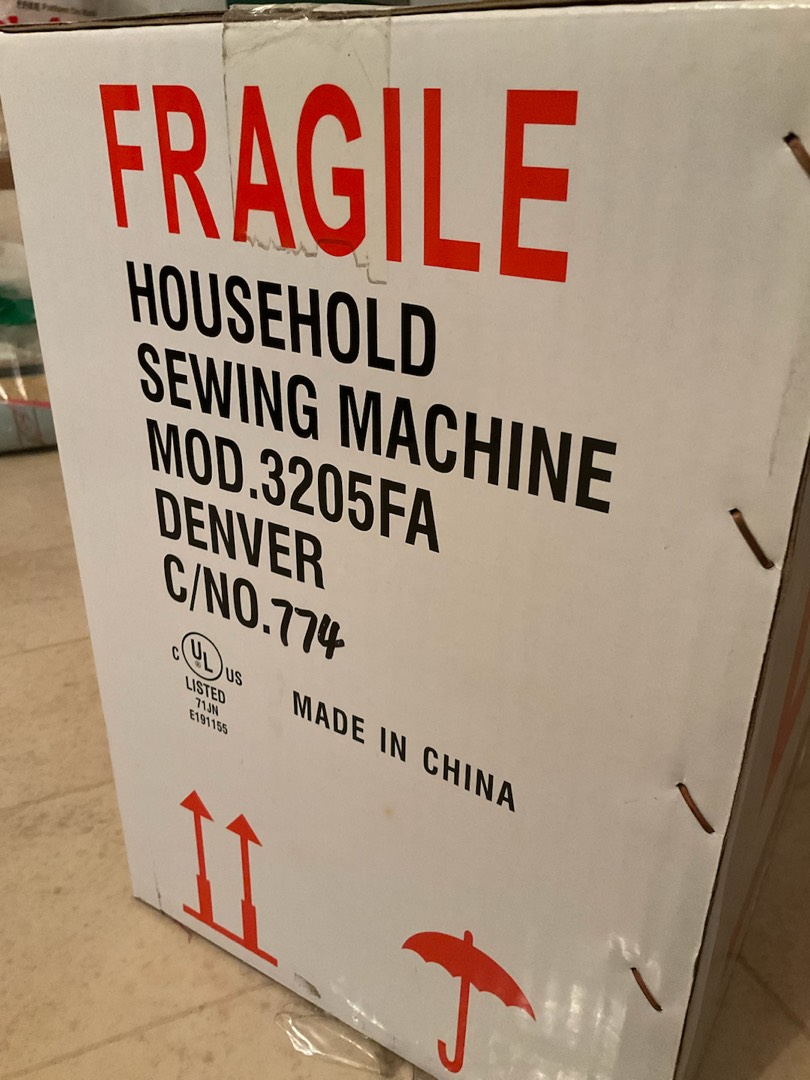 FRAGILE
HOUSEHOLD
SEWING MACHINE
MOD.3205FA
DENVER
C/NO.774
C UL® US
LISTED
71JN
E191155
MADE IN CHINA